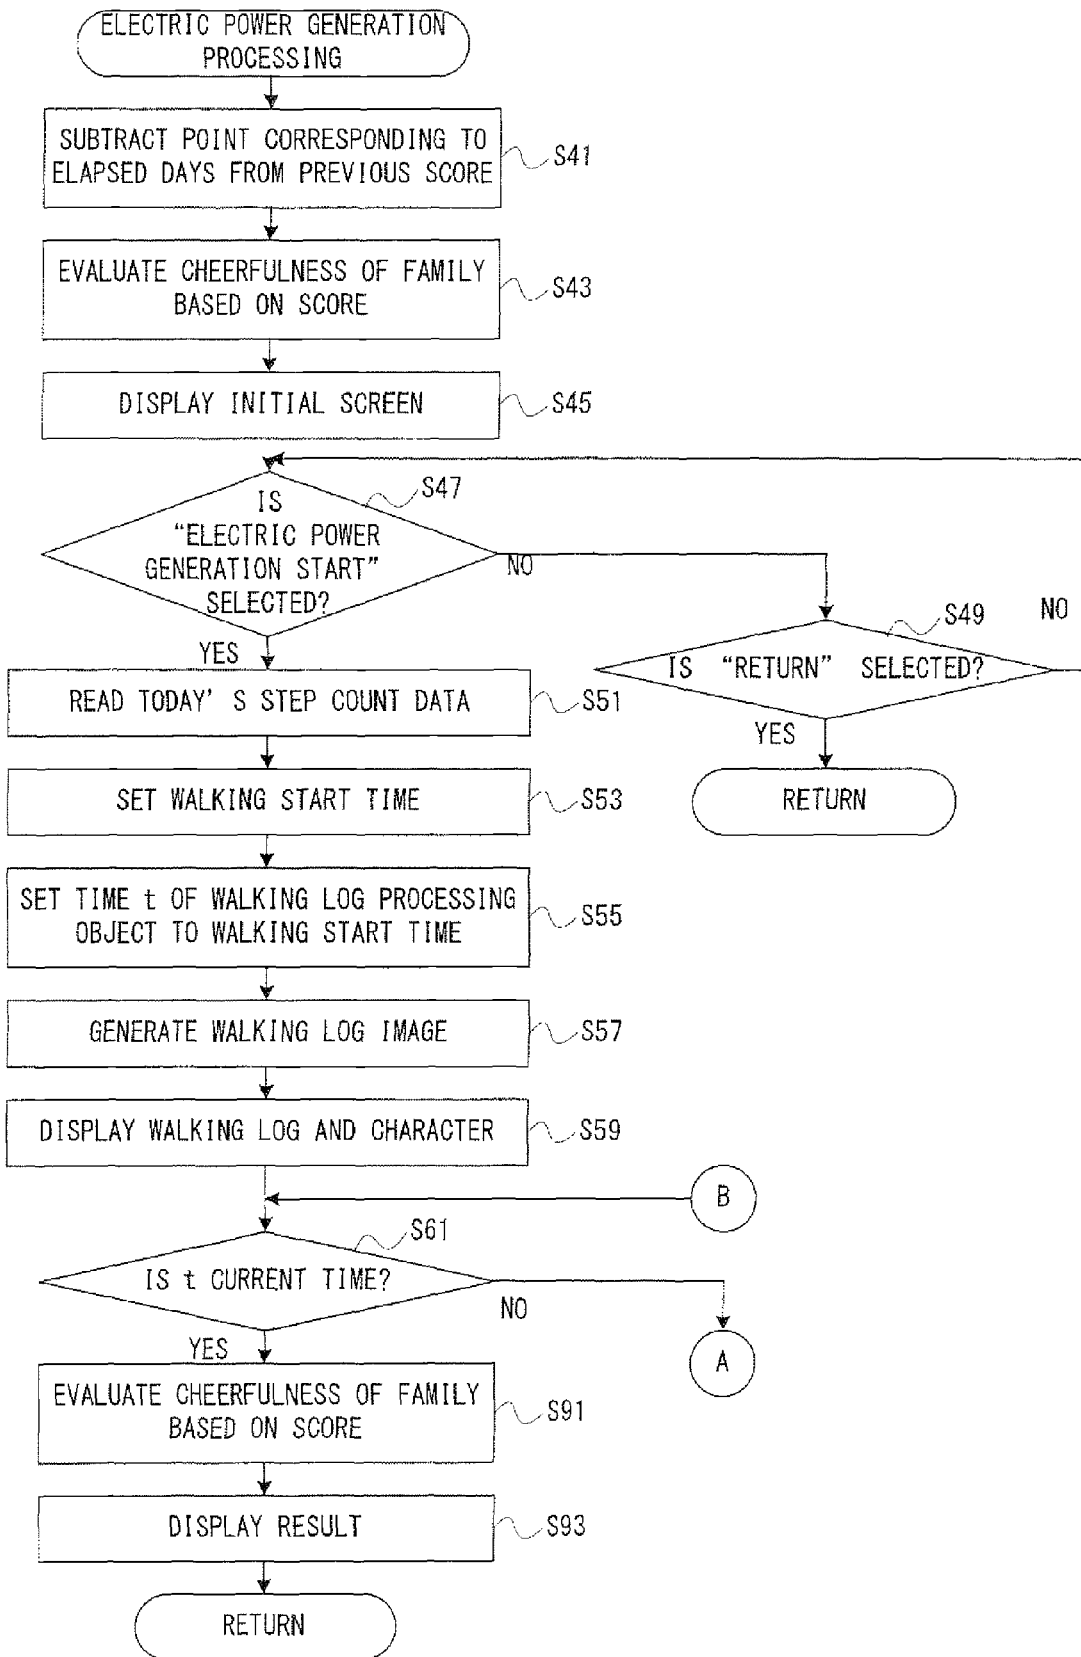 ELECTRIC POWER GENERATION
PROCESSING
SUBTRACT POINT CORRESPONDING TO
ELAPSED DAYS FROM PREVIOUS SCORE
S41
EVALUATE CHEERFULNESS OF FAMILY
BASED ON SCORE
S43
DISPLAY INITIAL SCREEN
S45
IS
“ELECTRIC POWER
GENERATION START”
SELECTED?
S47
NO
YES
IS “RETURN” SELECTED?
S49
NO
YES
RETURN
READ TODAY'S STEP COUNT DATA
S51
SET WALKING START TIME
S53
SET TIME t OF WALKING LOG PROCESSING
OBJECT TO WALKING START TIME
S55
GENERATE WALKING LOG IMAGE
S57
DISPLAY WALKING LOG AND CHARACTER
S59
B
IS t CURRENT TIME?
S61
NO
A
YES
EVALUATE CHEERFULNESS OF FAMILY
BASED ON SCORE
S91
DISPLAY RESULT
S93
RETURN